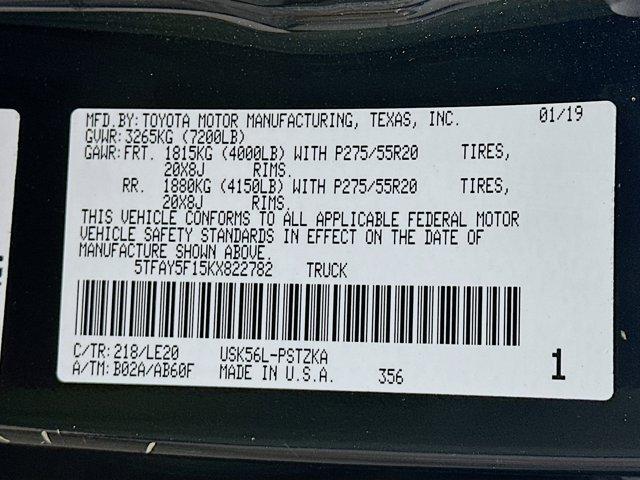 MFD.BY:TOYOTA MOTOR MANUFACTURING, TEXAS, INC. 01/19
GVWR:3265KG (7200LB)
GAWR:FRT. 1815KG (4000LB) WITH P275/55R20 TIRES,
20X8J RIMS.
RR. 1880KG (4150LB) WITH P275/55R20 TIRES,
20X8J RIMS.
THIS VEHICLE CONFORMS TO ALL APPLICABLE FEDERAL MOTOR
VEHICLE SAFETY STANDARDS IN EFFECT ON THE DATE OF
MANUFACTURE SHOWN ABOVE.
5TFAY5F15KX822782 TRUCK
C/TR:218/LE20 USK56L-PSTZKA
A/TM:B02A/AB60F MADE IN U.S.A. 356 1